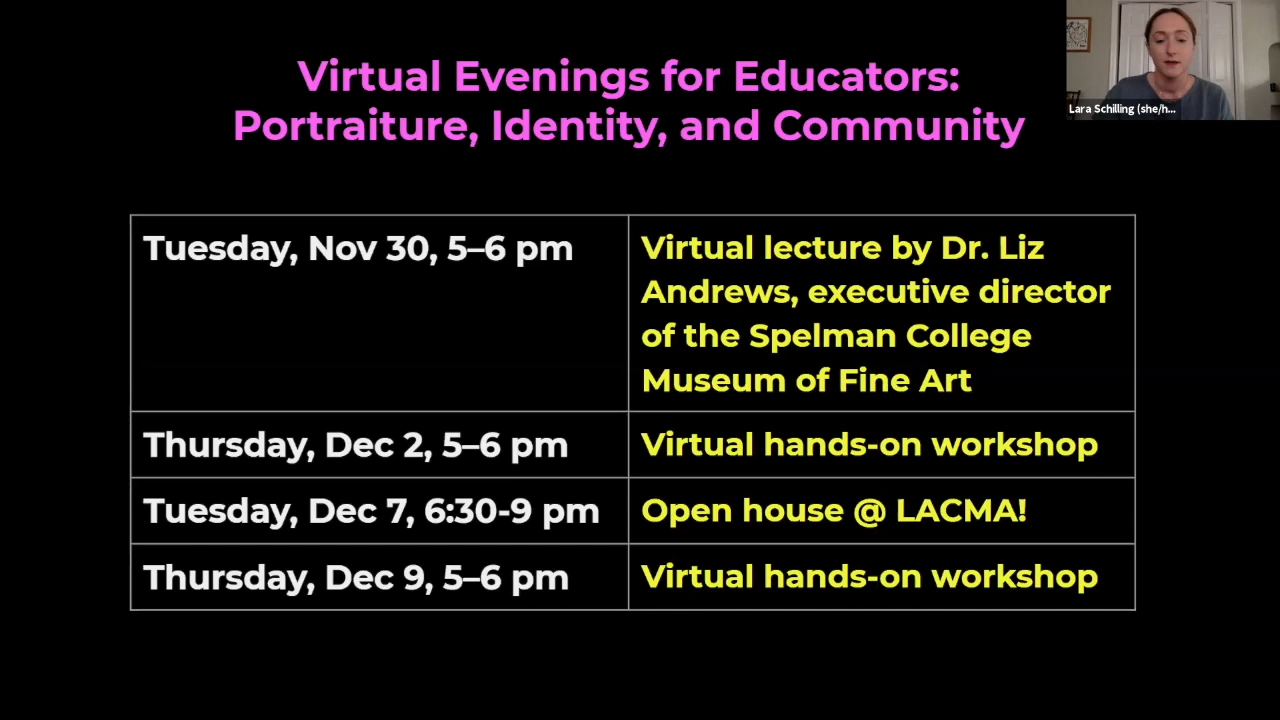 Virtual Evenings for Educators:
Portraiture, Identity, and Community
Lara Schilling (she/h...
Tuesday, Nov 30, 5–6 pm
Virtual lecture by Dr. Liz
Andrews, executive director
of the Spelman College
Museum of Fine Art
Thursday, Dec 2, 5–6 pm
Virtual hands-on workshop
Tuesday, Dec 7, 6:30-9 pm
Open house @ LACMA!
Thursday, Dec 9, 5–6 pm
Virtual hands-on workshop